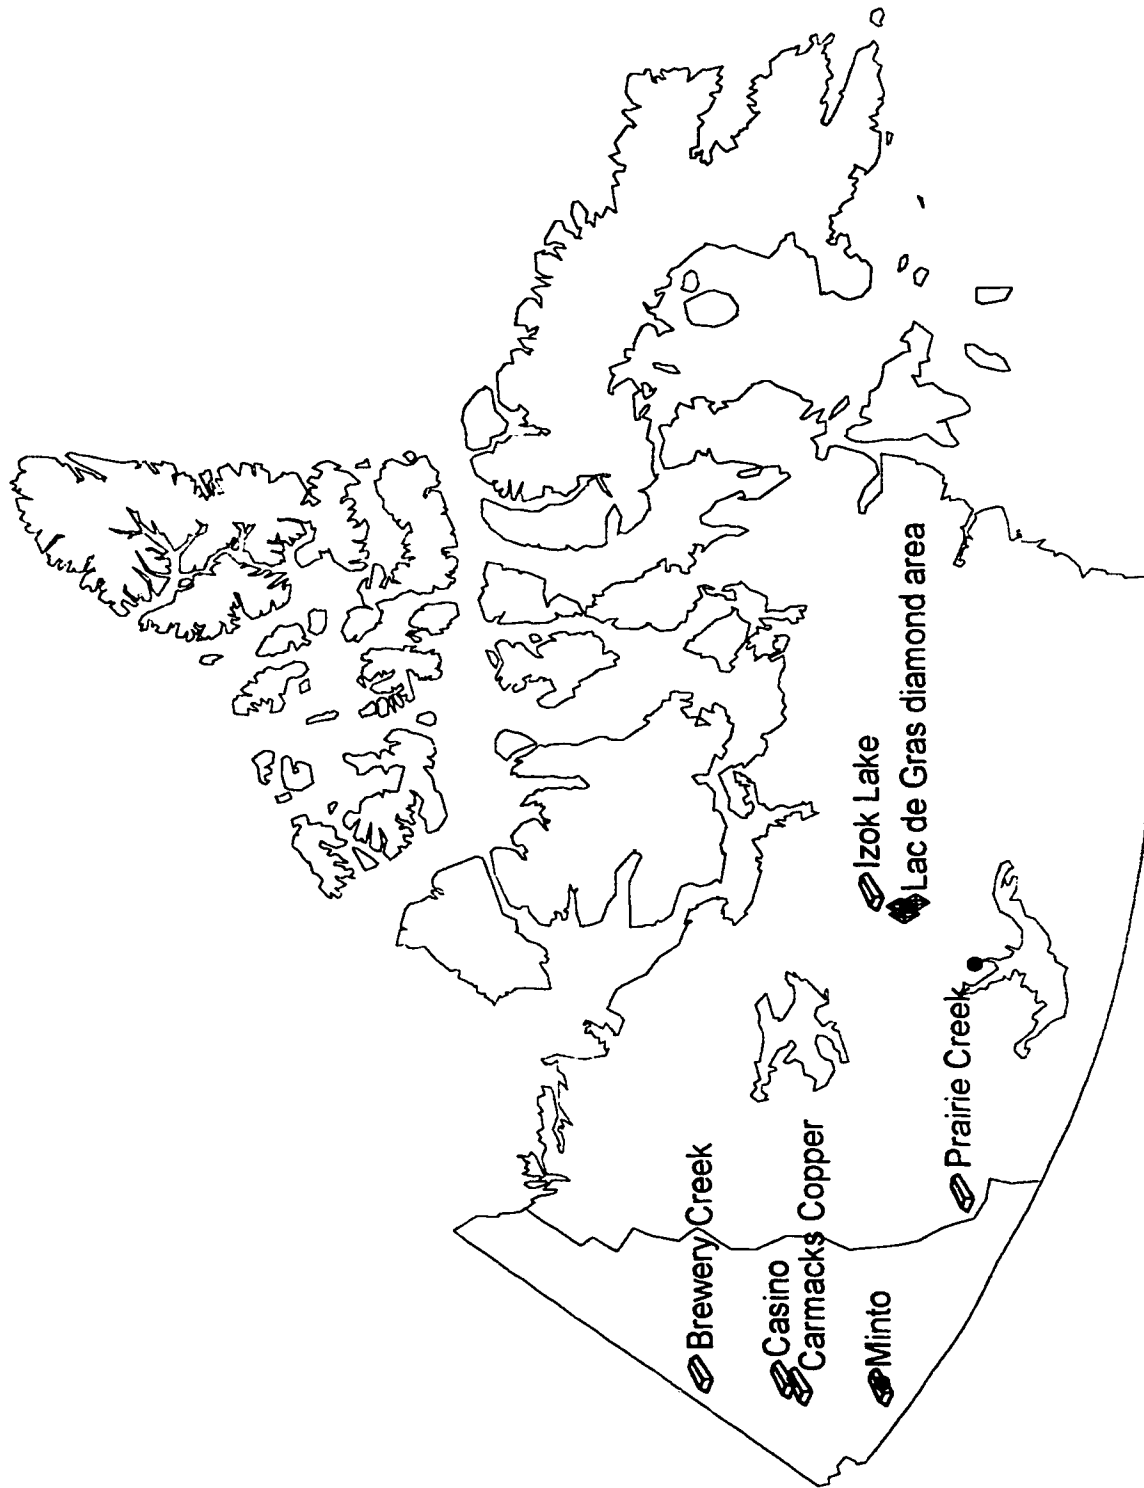 Brewery Creek
Casino
Carmacks Copper
Minto
Prairie Creek
Izok Lake
Lac de Gras diamond area